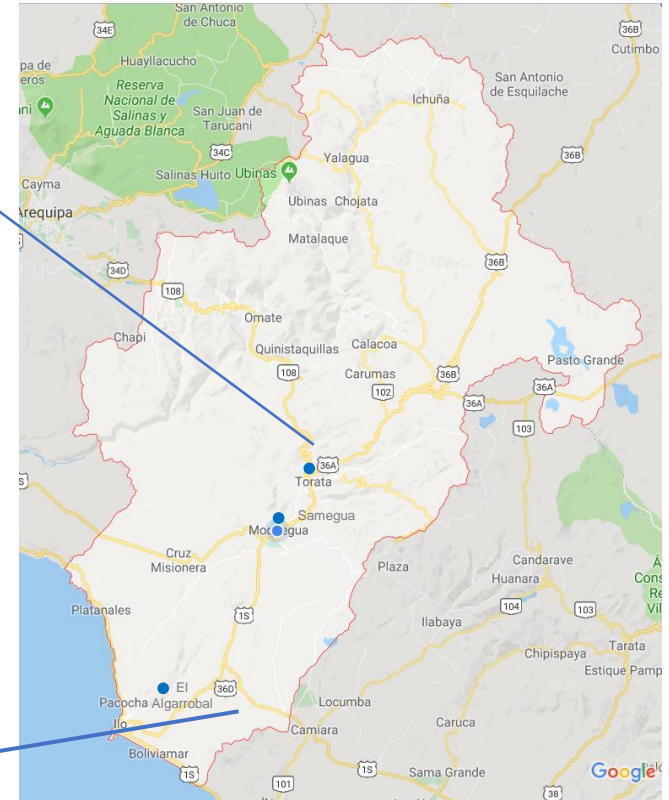 San Antonio
de Chuca
34E
36B
Cutimbo
Huayllacucho
pa de
eros
San Antonio
de Esquilache
Reserva
Nacional de
Salinas y
Aguada Blanca
Ichuña
ni
San Juan de
Tarucani
34C
36B
Yalagua
Salinas Huito
Ubinas
Cayma
Ubinas
Chojata
Arequipa
Matalaque
36B
34D
108
Omate
Chapi
Quinistaquillas
Calacoa
Pasto Grande
108
Carumas
36B
102
36A
36A
103
36A
Torata
Samegua
Moquegua
Cruz
Misionera
Plaza
Candarave
Huanara
104
103
Platanales
1S
Ilabaya
Chipispaya
Tarata
Estique Pamp
El
Algarrobal
36D
Pacocha
Locumba
Ilo
Camiara
Caruca
Boliviamar
1S
1S
Sama Grande
101
38
Google